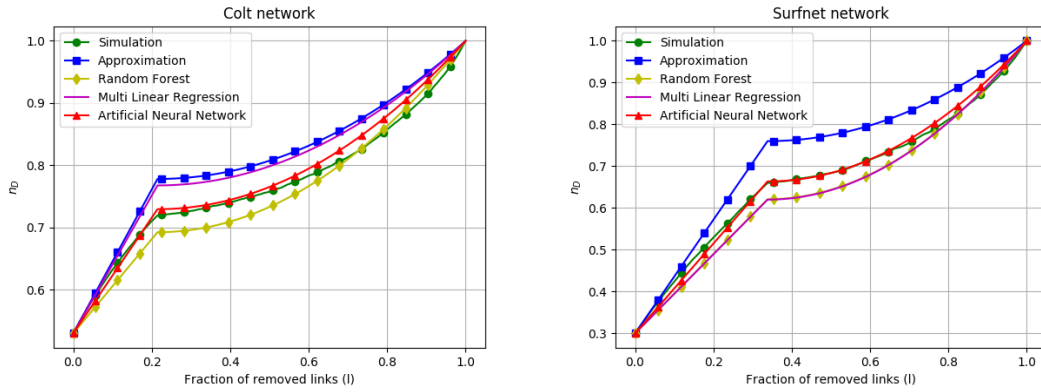 Colt network
1.0
0.9
0.8
0.7
0.6
n_D
Simulation
Approximation
Random Forest
Multi Linear Regression
Artificial Neural Network
0.0 0.2 0.4 0.6 0.8 1.0
Fraction of removed links (l)
Surfnet network
1.0
0.9
0.8
0.7
0.6
0.5
0.4
0.3
n_D
Simulation
Approximation
Random Forest
Multi Linear Regression
Artificial Neural Network
0.0 0.2 0.4 0.6 0.8 1.0
Fraction of removed links (l)